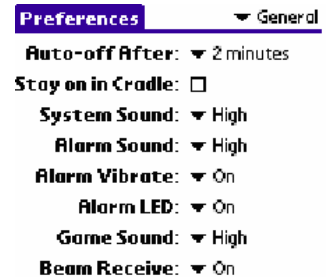 Preferences General
Auto-off After: 2 minutes
Stay on in Cradle:
System Sound: High
Alarm Sound: High
Alarm Vibrate: On
Alarm LED: On
Game Sound: High
Beam Receive: On